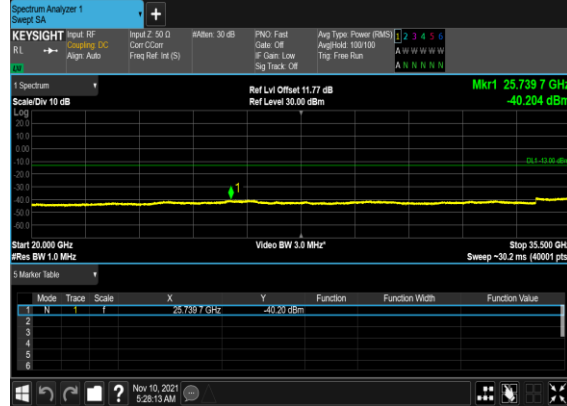 Spectrum Analyzer 1
Swept SA
+
KEYSIGHT Input: RF Input Z: 50 Ω #Atten: 30 dB PNO: Fast Avg Type: Power (RMS) 1 2 3 4 5 6
RL Coupling: DC Corr CCorr Gate: Off Avg|Hold: 100/100 A W W W W W
Align: Auto Freq Ref: Int (S) IF Gain: Low Trig: Free Run
Sig Track: Off A N N N N N
1 Spectrum Ref Lvl Offset 11.77 dB Mkr1 25.739 7 GHz
Scale/Div 10 dB Ref Level 30.00 dBm -40.204 dBm
Log
20.0
10.0
0.00
-10.0
DL1 -13.00 dBm
-20.0
-30.0
1
-40.0
-50.0
-60.0
Start 20.000 GHz Video BW 3.0 MHz* Stop 35.500 GHz
#Res BW 1.0 MHz Sweep ~30.2 ms (40001 pts)
5 Marker Table
Mode Trace Scale X Y Function Function Width Function Value
1 N 1 f 25.739 7 GHz -40.20 dBm
2
3
4
5
6
? Nov 10, 2021
5:28:13 AM